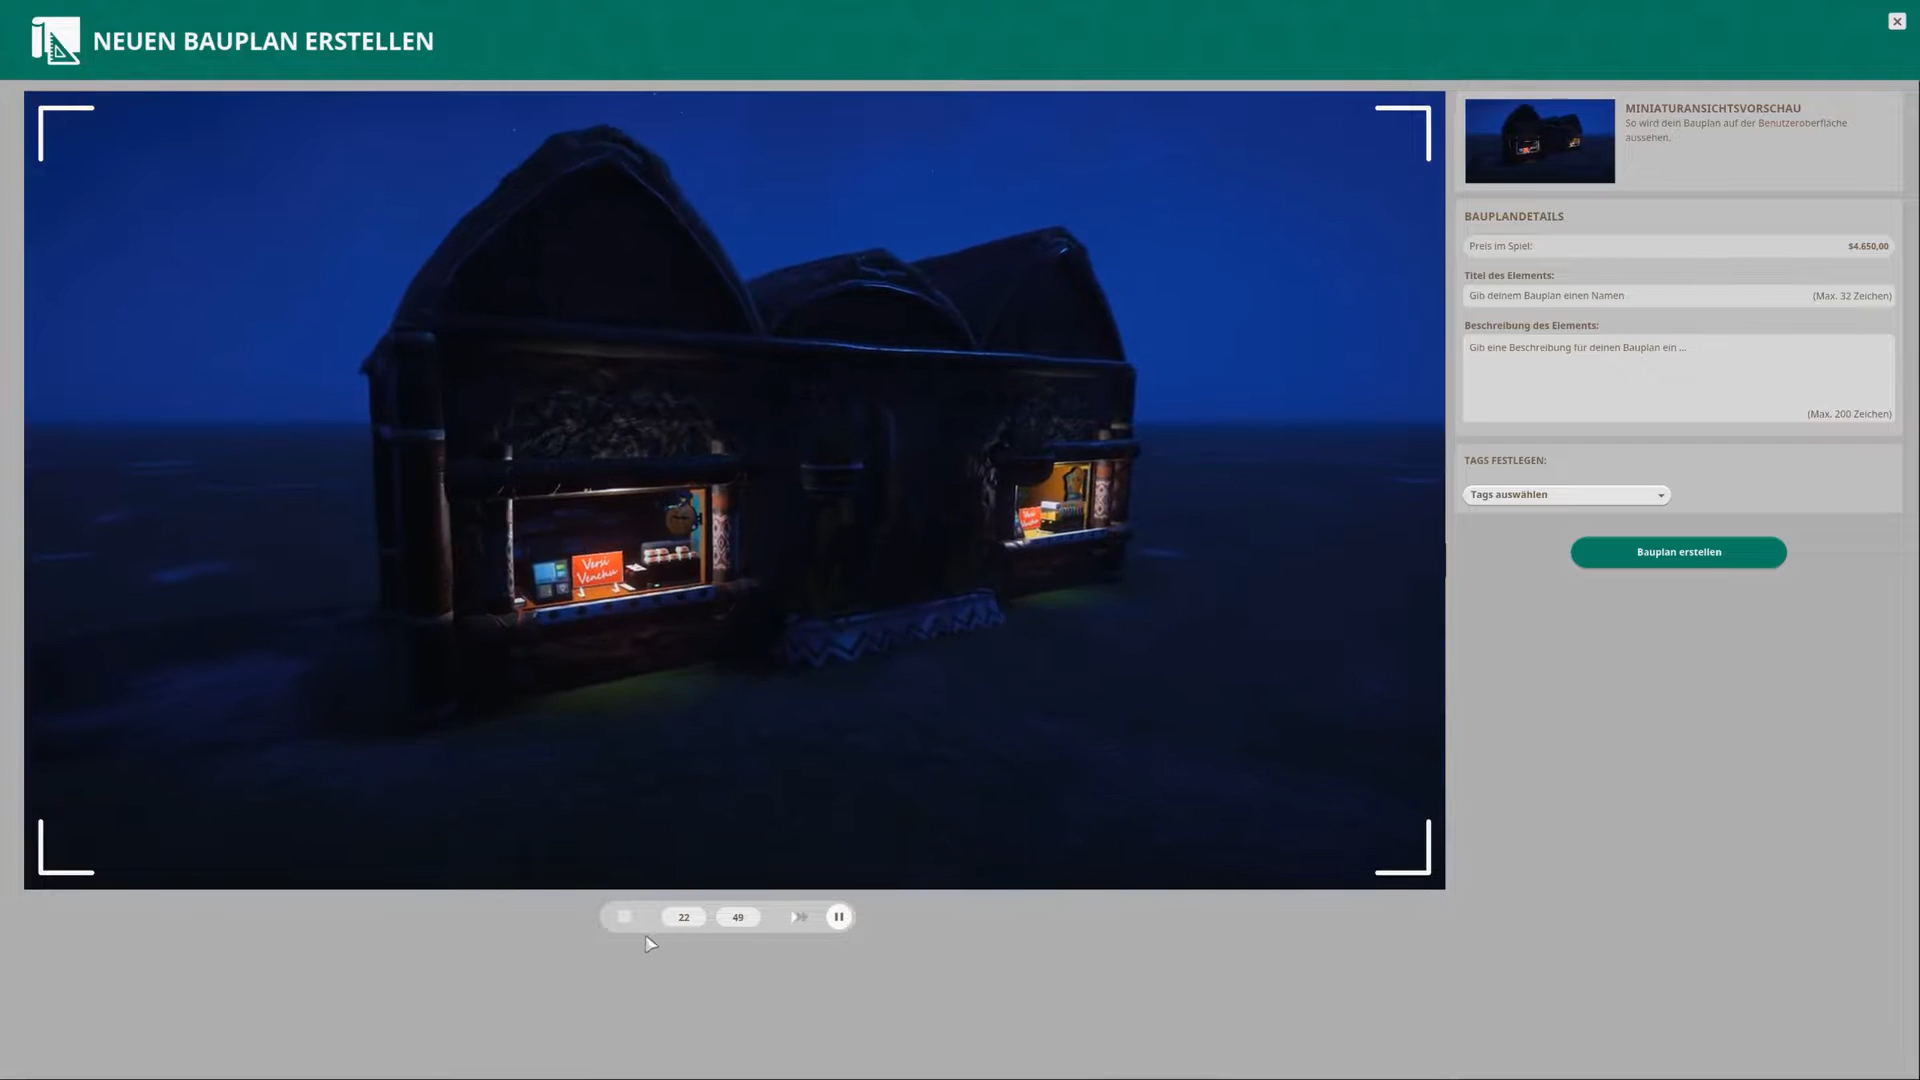 NEUEN BAUPLAN ERSTELLEN
MINIATURANSICHTSVORSCHAU
So wird dein Bauplan auf der Benutzeroberfläche
aussehen.
BAUPLANDETAILS
Preis im Spiel: $4.650,00
Titel des Elements:
Gib deinem Bauplan einen Namen (Max. 32 Zeichen)
Beschreibung des Elements:
Gib eine Beschreibung für deinen Bauplan ein ...
(Max. 200 Zeichen)
TAGS FESTLEGEN:
Tags auswählen
Bauplan erstellen
Versi
Venchu
22 49